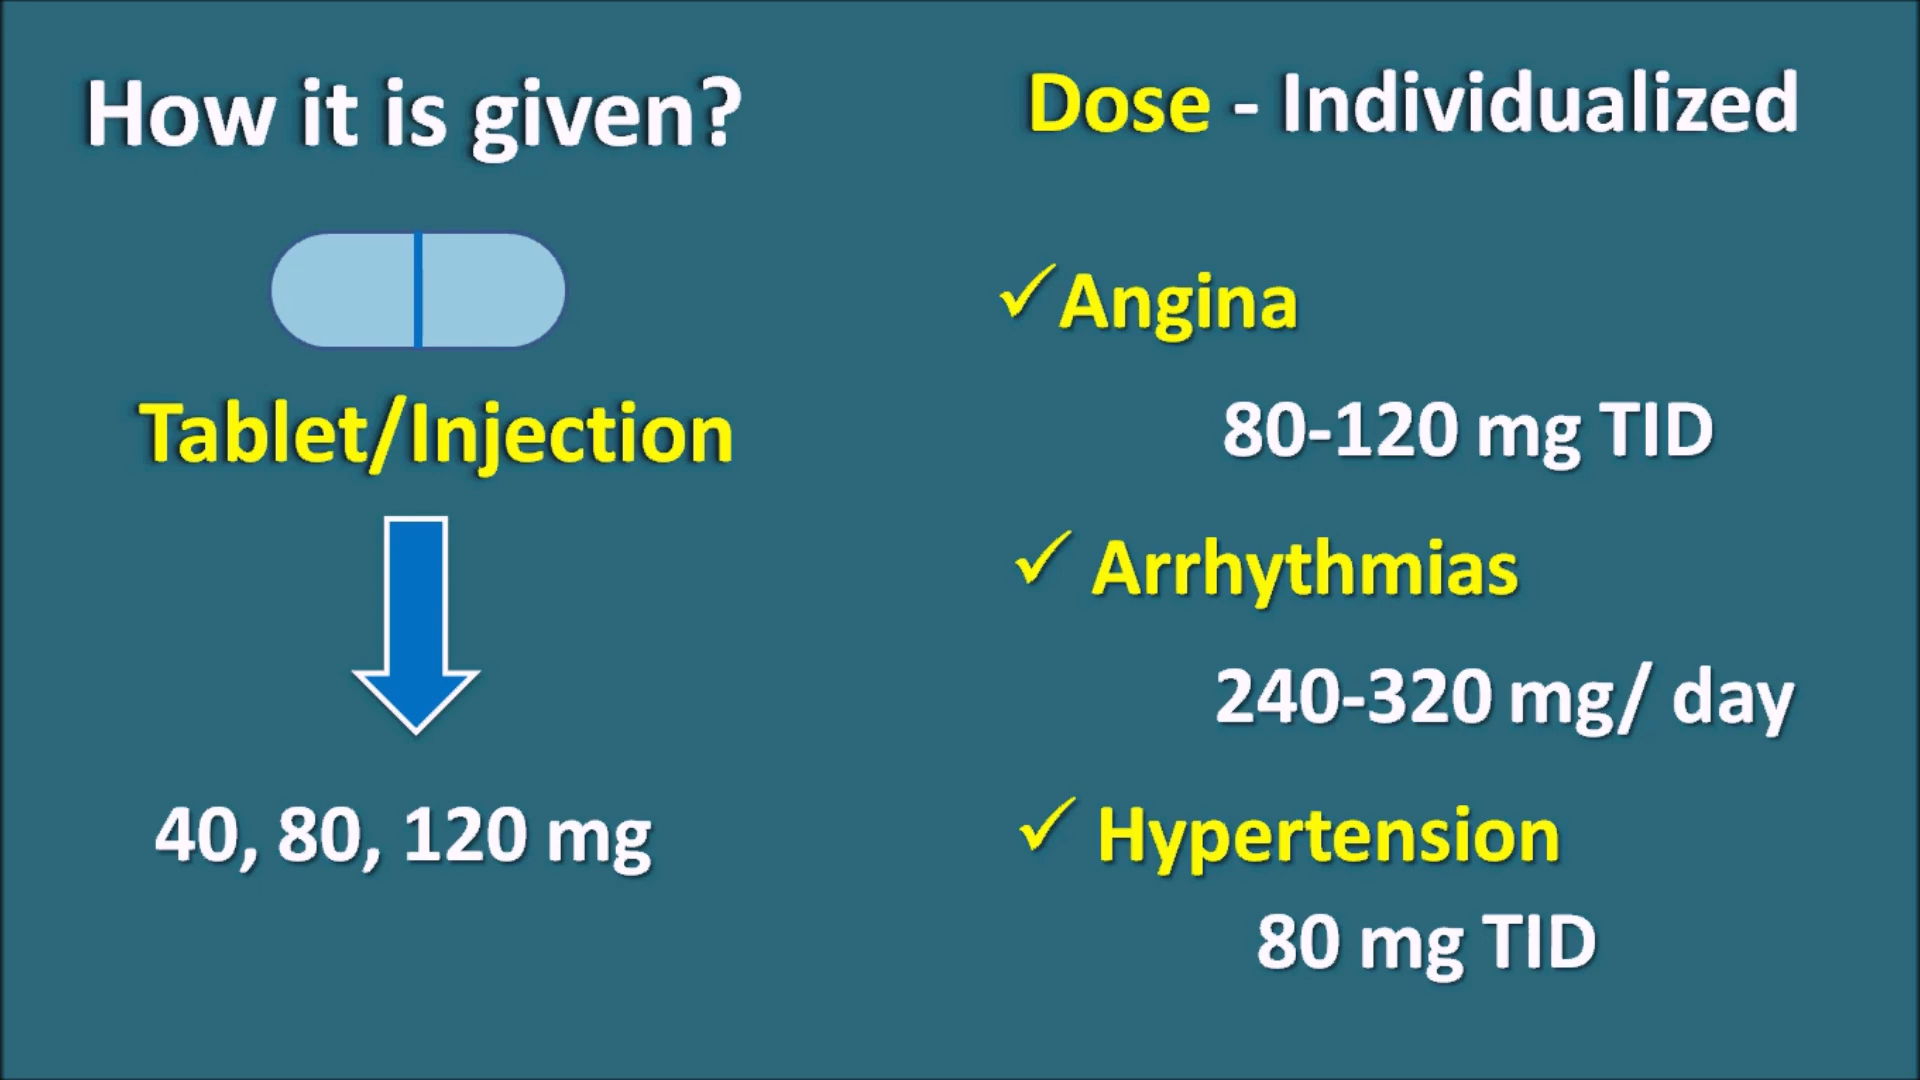 How it is given?
Tablet/Injection
40, 80, 120 mg
Dose - Individualized
✓Angina
80-120 mg TID
✓ Arrhythmias
240-320 mg/ day
✓ Hypertension
80 mg TID